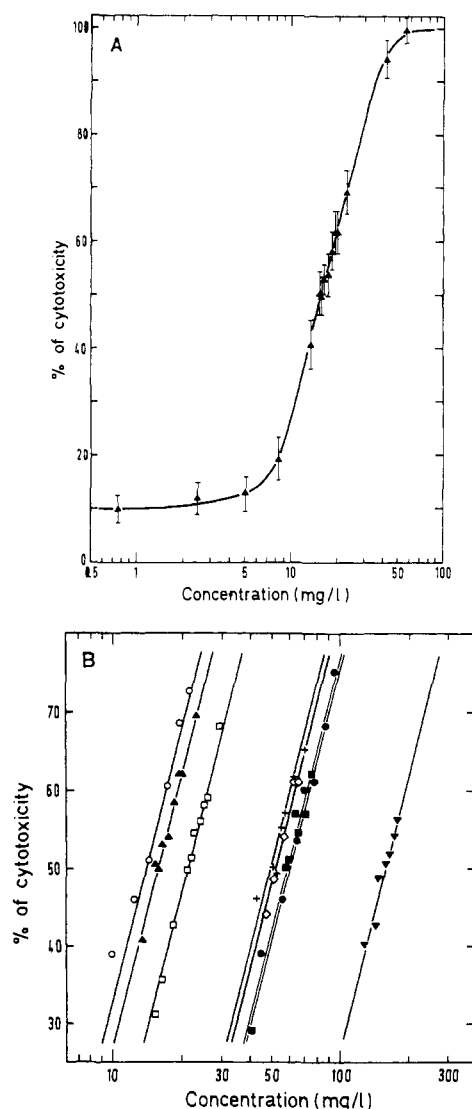 A
100
80
60
40
20
0
% of cytotoxicity
0.5 1 5 10 50 100
Concentration (mg/l)
B
70
60
50
40
30
% of cytotoxicity
10 30 50 100 300
Concentration (mg/l)